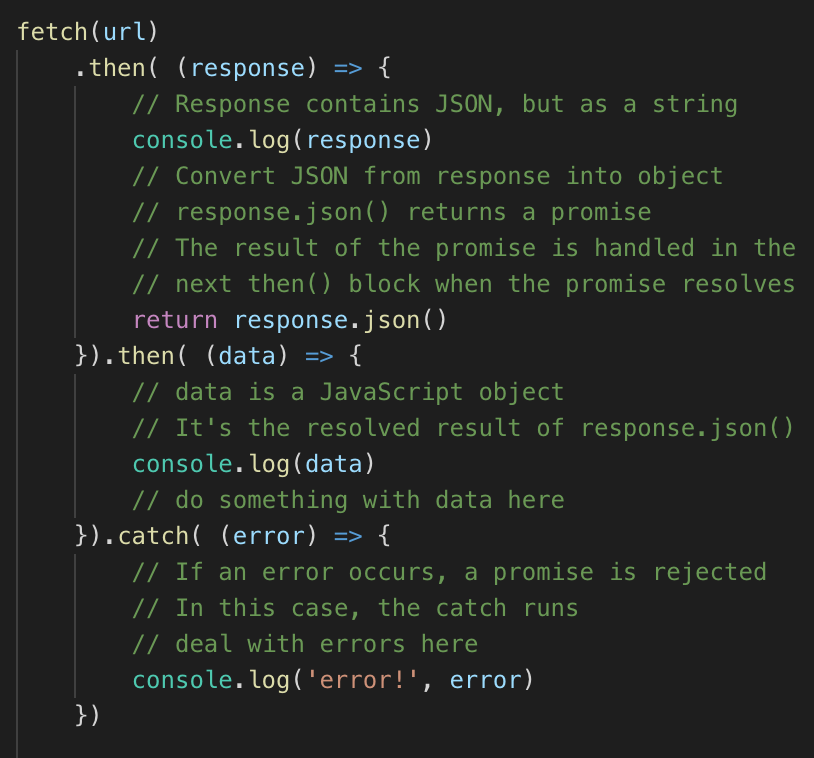 fetch(url)
    .then( (response) => {
        // Response contains JSON, but as a string
        console.log(response)
        // Convert JSON from response into object
        // response.json() returns a promise
        // The result of the promise is handled in the
        // next then() block when the promise resolves
        return response.json()
    }).then( (data) => {
        // data is a JavaScript object
        // It's the resolved result of response.json()
        console.log(data)
        // do something with data here
    }).catch( (error) => {
        // If an error occurs, a promise is rejected
        // In this case, the catch runs
        // deal with errors here
        console.log('error!', error)
    })